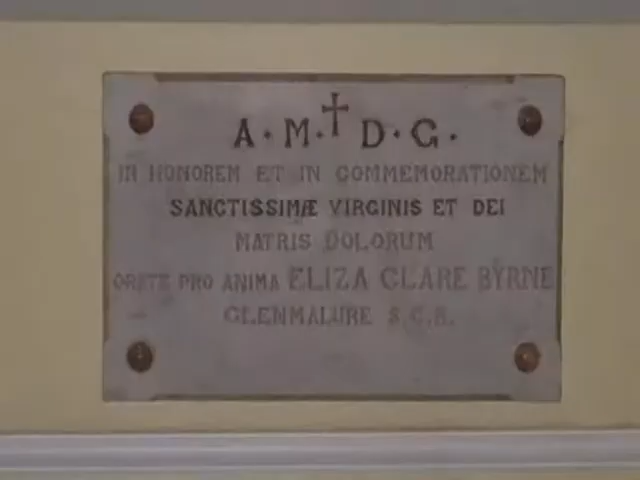 A·M·†D·G·
IN HONOREM ET IN COMMEMORATIONEM
SANCTISSIMÆ VIRGINIS ET DEI
MATRIS DOLORUM
ORATE PRO ANIMA ELIZA CLARE BYRNE
GLENMALURE S.C.R.